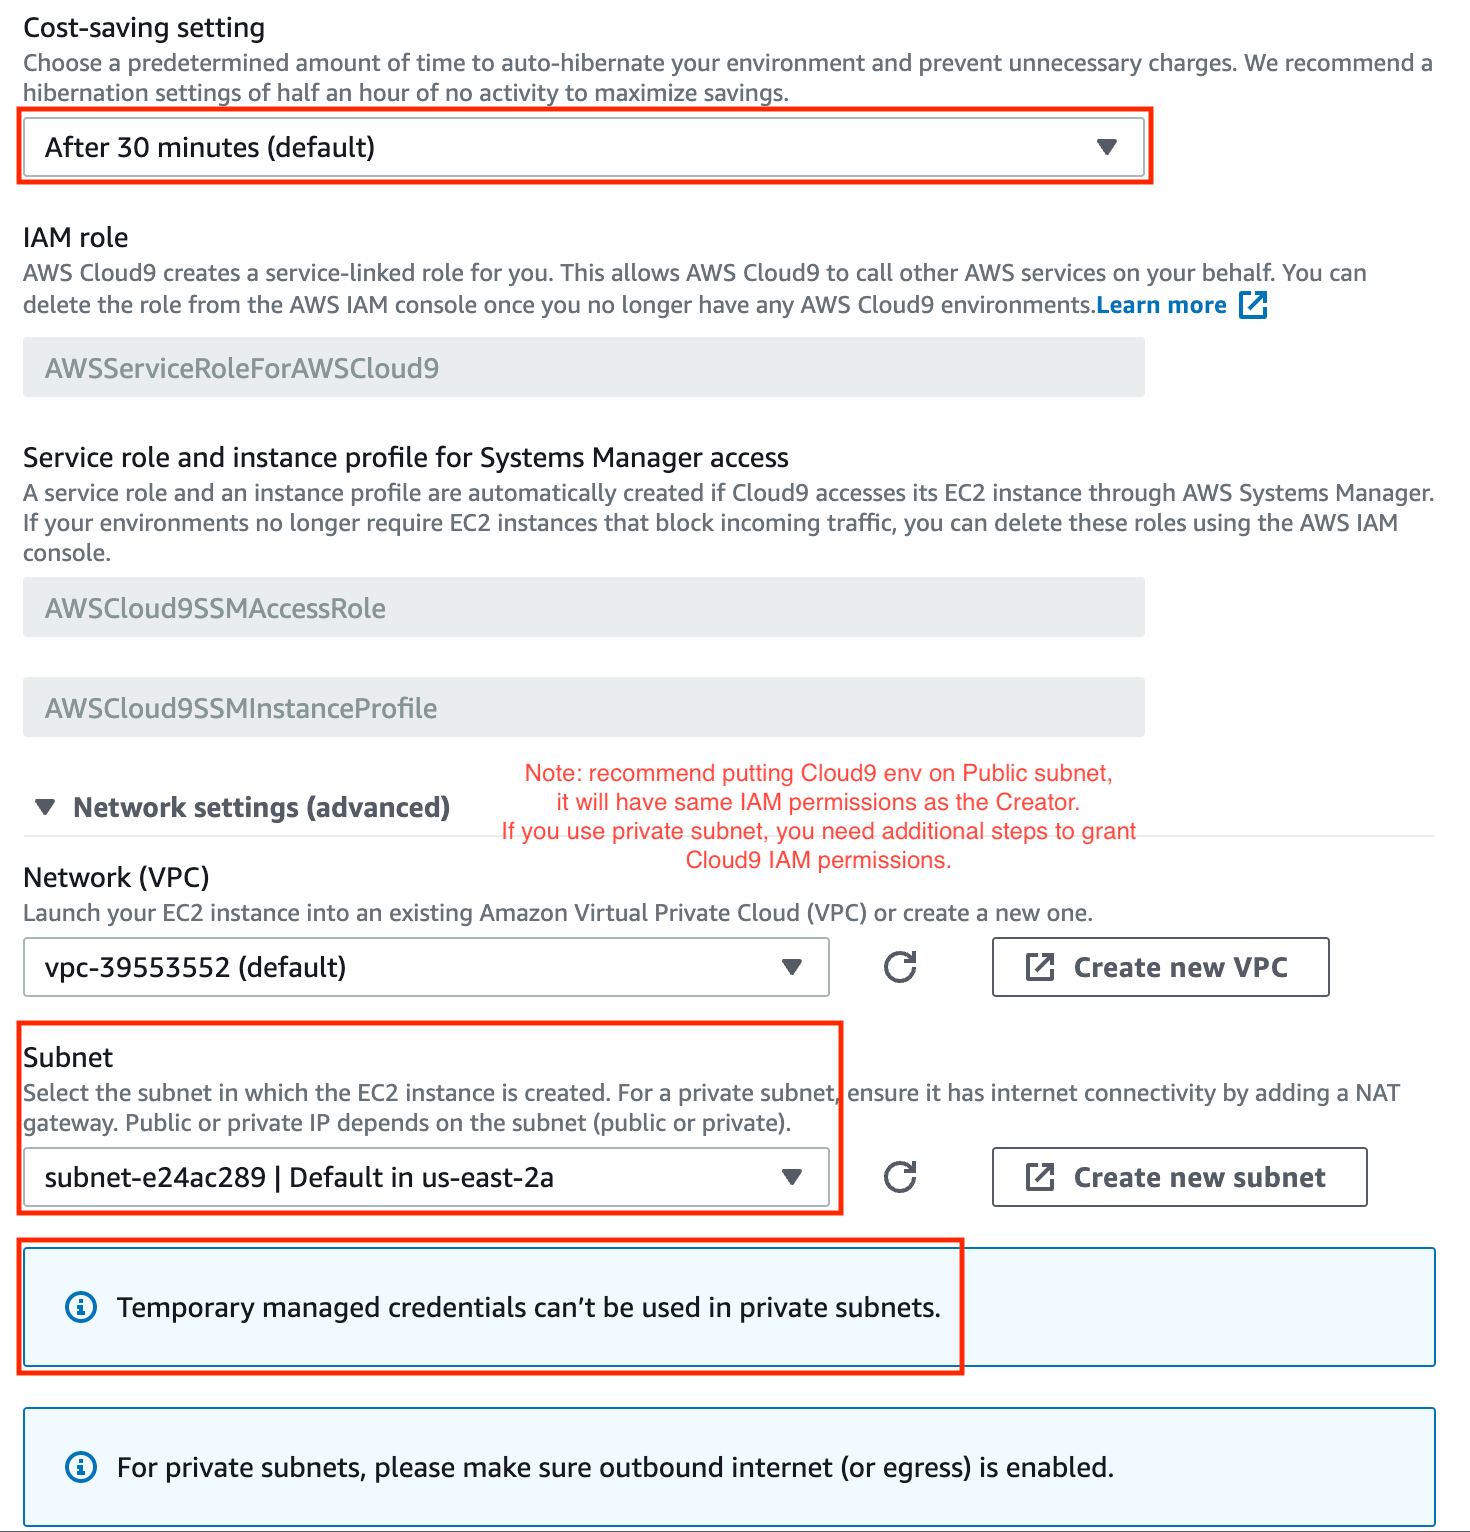 Cost-saving setting
Choose a predetermined amount of time to auto-hibernate your environment and prevent unnecessary charges. We recommend a
hibernation settings of half an hour of no activity to maximize savings.
After 30 minutes (default)
IAM role
AWS Cloud9 creates a service-linked role for you. This allows AWS Cloud9 to call other AWS services on your behalf. You can
delete the role from the AWS IAM console once you no longer have any AWS Cloud9 environments.Learn more
AWSServiceRoleForAWSCloud9
Service role and instance profile for Systems Manager access
A service role and an instance profile are automatically created if Cloud9 accesses its EC2 instance through AWS Systems Manager.
If your environments no longer require EC2 instances that block incoming traffic, you can delete these roles using the AWS IAM
console.
AWSCloud9SSMAccessRole
AWSCloud9SSMInstanceProfile
Note: recommend putting Cloud9 env on Public subnet,
it will have same IAM permissions as the Creator.
If you use private subnet, you need additional steps to grant
Cloud9 IAM permissions.
Network settings (advanced)
Network (VPC)
Launch your EC2 instance into an existing Amazon Virtual Private Cloud (VPC) or create a new one.
vpc-39553552 (default)
Create new VPC
Subnet
Select the subnet in which the EC2 instance is created. For a private subnet, ensure it has internet connectivity by adding a NAT
gateway. Public or private IP depends on the subnet (public or private).
subnet-e24ac289 | Default in us-east-2a
Create new subnet
Temporary managed credentials can't be used in private subnets.
For private subnets, please make sure outbound internet (or egress) is enabled.